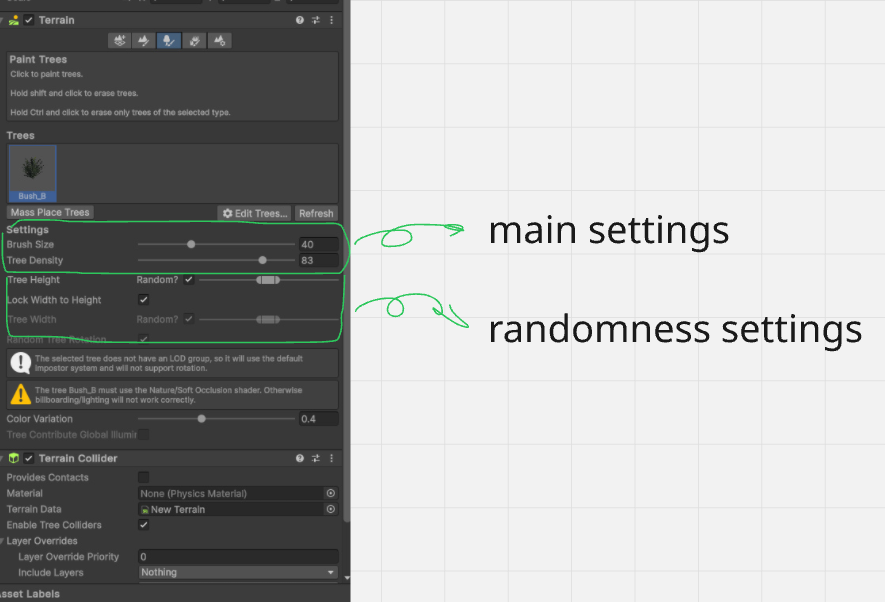 Terrain
Paint Trees
Click to paint trees.
Hold shift and click to erase trees.
Hold Ctrl and click to erase only trees of the selected type.
Trees
Bush_B
Mass Place Trees Edit Trees... Refresh
Settings
Brush Size 40
Tree Density 83
main settings
Tree Height Random?
Lock Width to Height
Tree Width Random?
Random Tree Rotation
randomness settings
The selected tree does not have an LOD group, so it will use the default
impostor system and will not support rotation.
The tree Bush_B must use the Nature/Soft Occlusion shader. Otherwise
billboarding/lighting will not work correctly.
Color Variation 0.4
Tree Contribute Global Illumir
Terrain Collider
Provides Contacts
Material None (Physics Material)
Terrain Data New Terrain
Enable Tree Colliders
Layer Overrides
Layer Override Priority 0
Include Layers Nothing
sset Labels